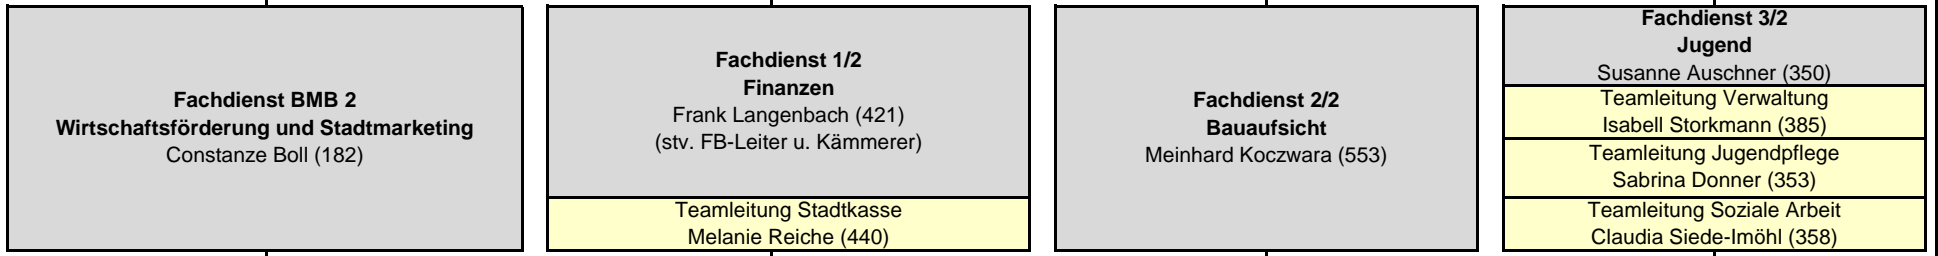 Fachdienst BMB 2
Wirtschaftsförderung und Stadtmarketing
Constanze Boll (182)
Fachdienst 1/2
Finanzen
Frank Langenbach (421)
(stv. FB-Leiter u. Kämmerer)
Teamleitung Stadtkasse
Melanie Reiche (440)
Fachdienst 2/2
Bauaufsicht
Meinhard Koczwara (553)
Fachdienst 3/2
Jugend
Susanne Auschner (350)
Teamleitung Verwaltung
Isabell Storkmann (385)
Teamleitung Jugendpflege
Sabrina Donner (353)
Teamleitung Soziale Arbeit
Claudia Siede-Imöhl (358)